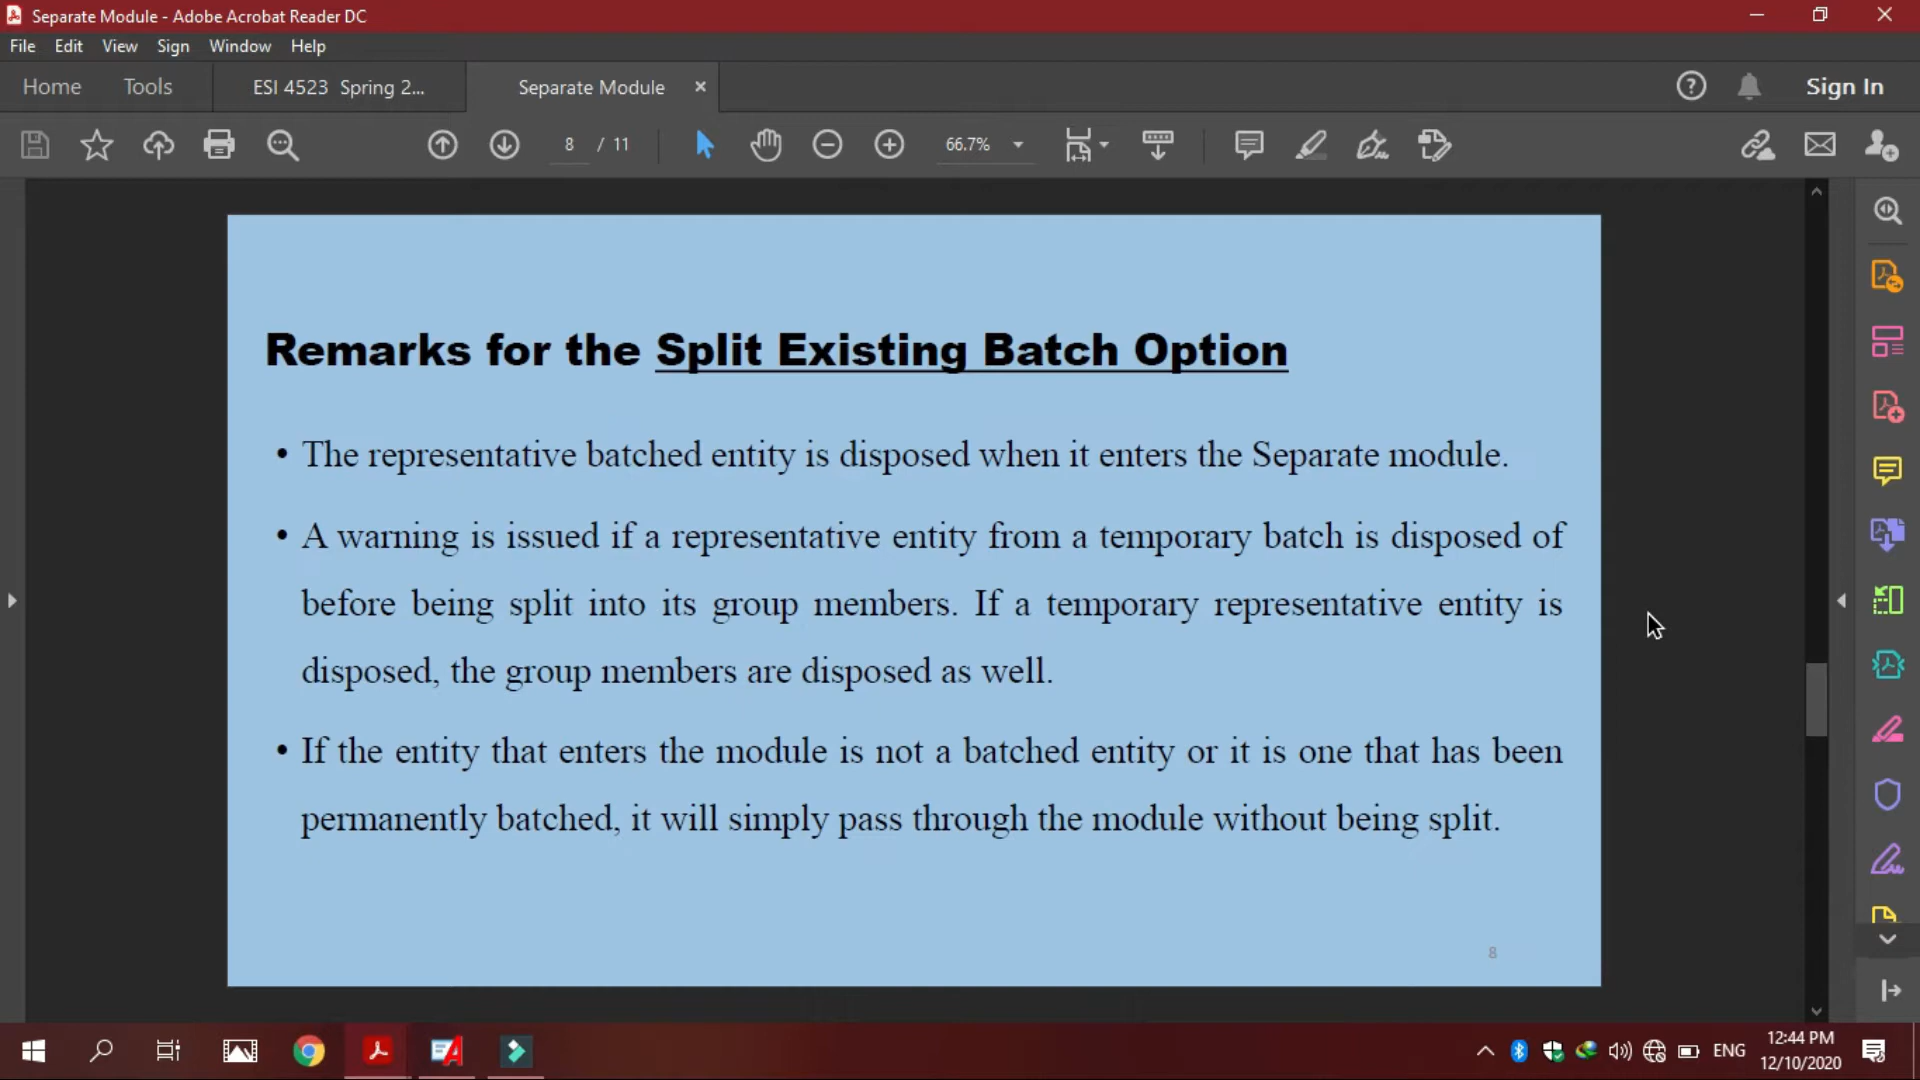 Separate Module - Adobe Acrobat Reader DC
File Edit View Sign Window Help
Home Tools ESI 4523 Spring 2... Separate Module × Sign In
8 / 11 66.7%
Remarks for the Split Existing Batch Option
• The representative batched entity is disposed when it enters the Separate module.
• A warning is issued if a representative entity from a temporary batch is disposed of
before being split into its group members. If a temporary representative entity is
disposed, the group members are disposed as well.
• If the entity that enters the module is not a batched entity or it is one that has been
permanently batched, it will simply pass through the module without being split.
8
ENG
12:44 PM
12/10/2020